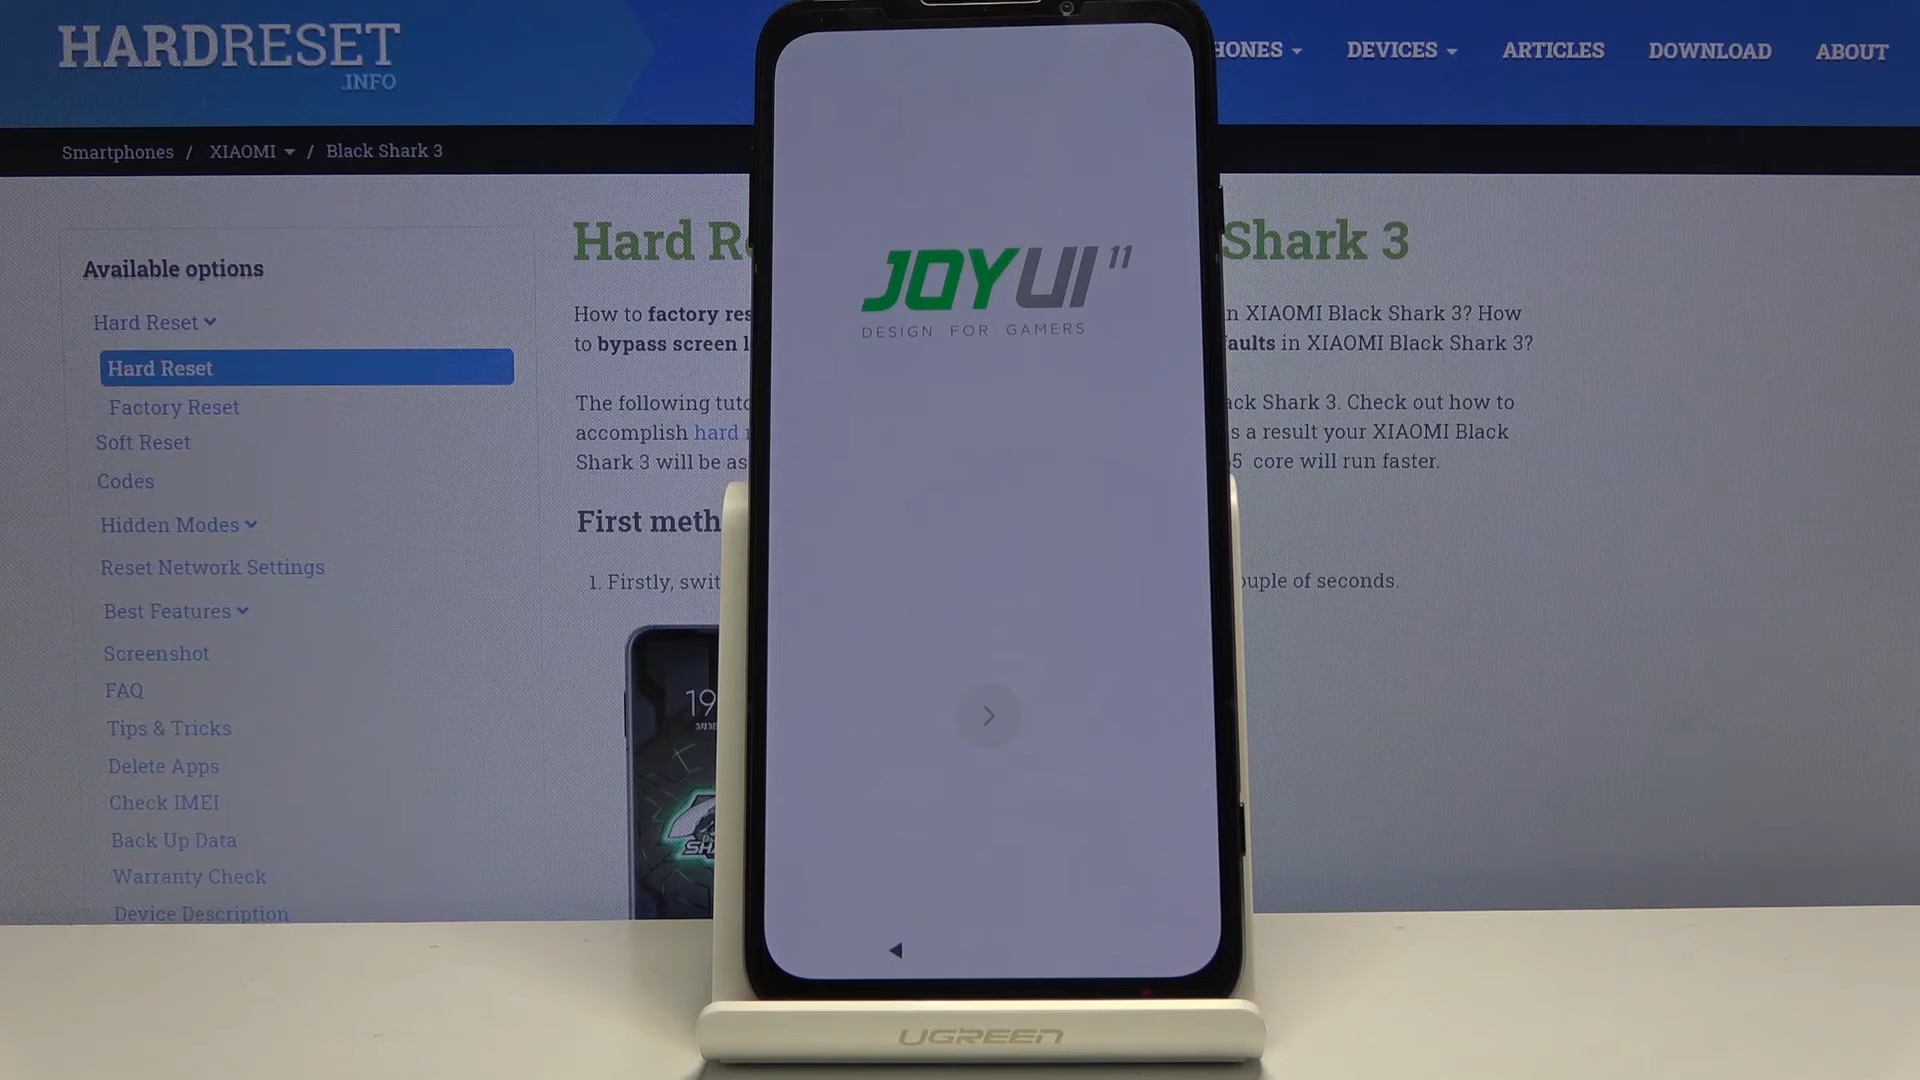 HARDRESET
.INFO
HONES
DEVICES
ARTICLES
DOWNLOAD
ABOUT
Smartphones / XIAOMI / Black Shark 3
Available options
Hard Reset
Hard Reset
Factory Reset
Soft Reset
Codes
Hidden Modes
Reset Network Settings
Best Features
Screenshot
FAQ
Tips & Tricks
Delete Apps
Check IMEI
Back Up Data
Warranty Check
Device Description
Hard R Shark 3
How to factory res n XIAOMI Black Shark 3? How
to bypass screen l aults in XIAOMI Black Shark 3?
The following tuto ack Shark 3. Check out how to
accomplish hard s a result your XIAOMI Black
Shark 3 will be as 5 core will run faster.
First meth
1. Firstly, swit ouple of seconds.
19
SHA
JOYUI 11
DESIGN FOR GAMERS
UGREEN